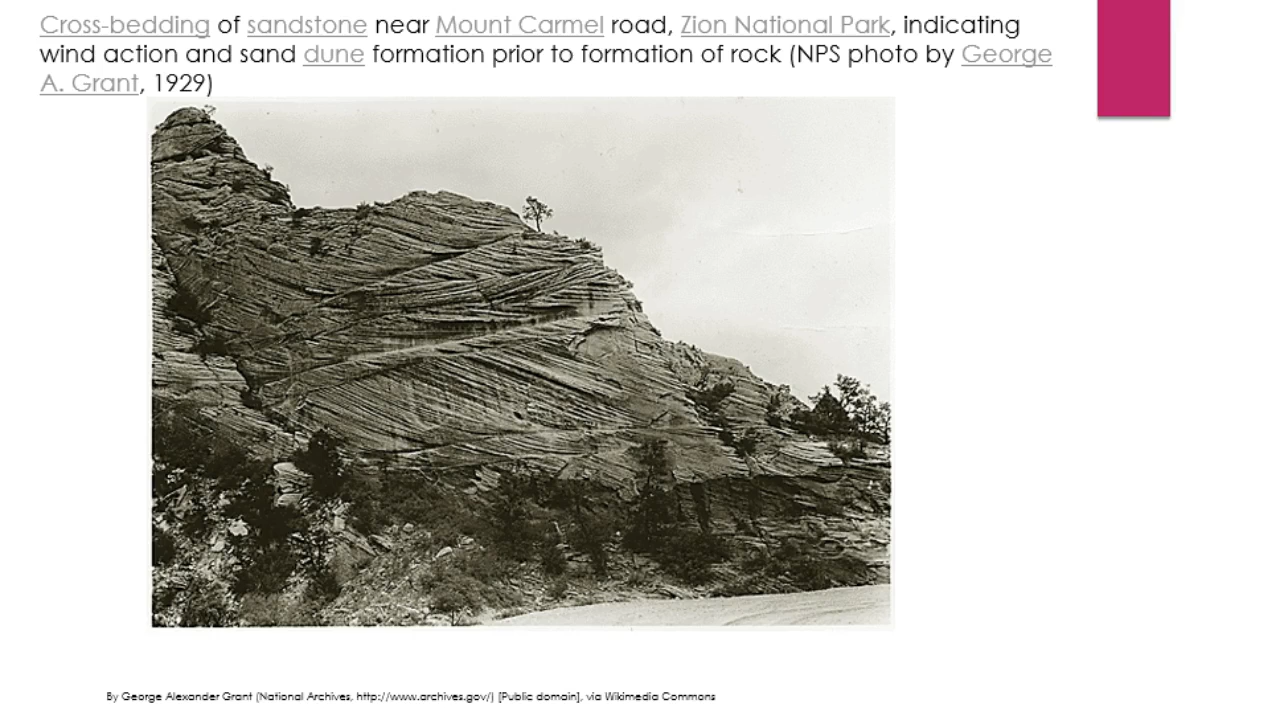 Cross-bedding of sandstone near Mount Carmel road, Zion National Park, indicating
wind action and sand dune formation prior to formation of rock (NPS photo by George
A. Grant, 1929)
By George Alexander Grant (National Archives, http://www.archives.gov/) [Public domain], via Wikimedia Commons